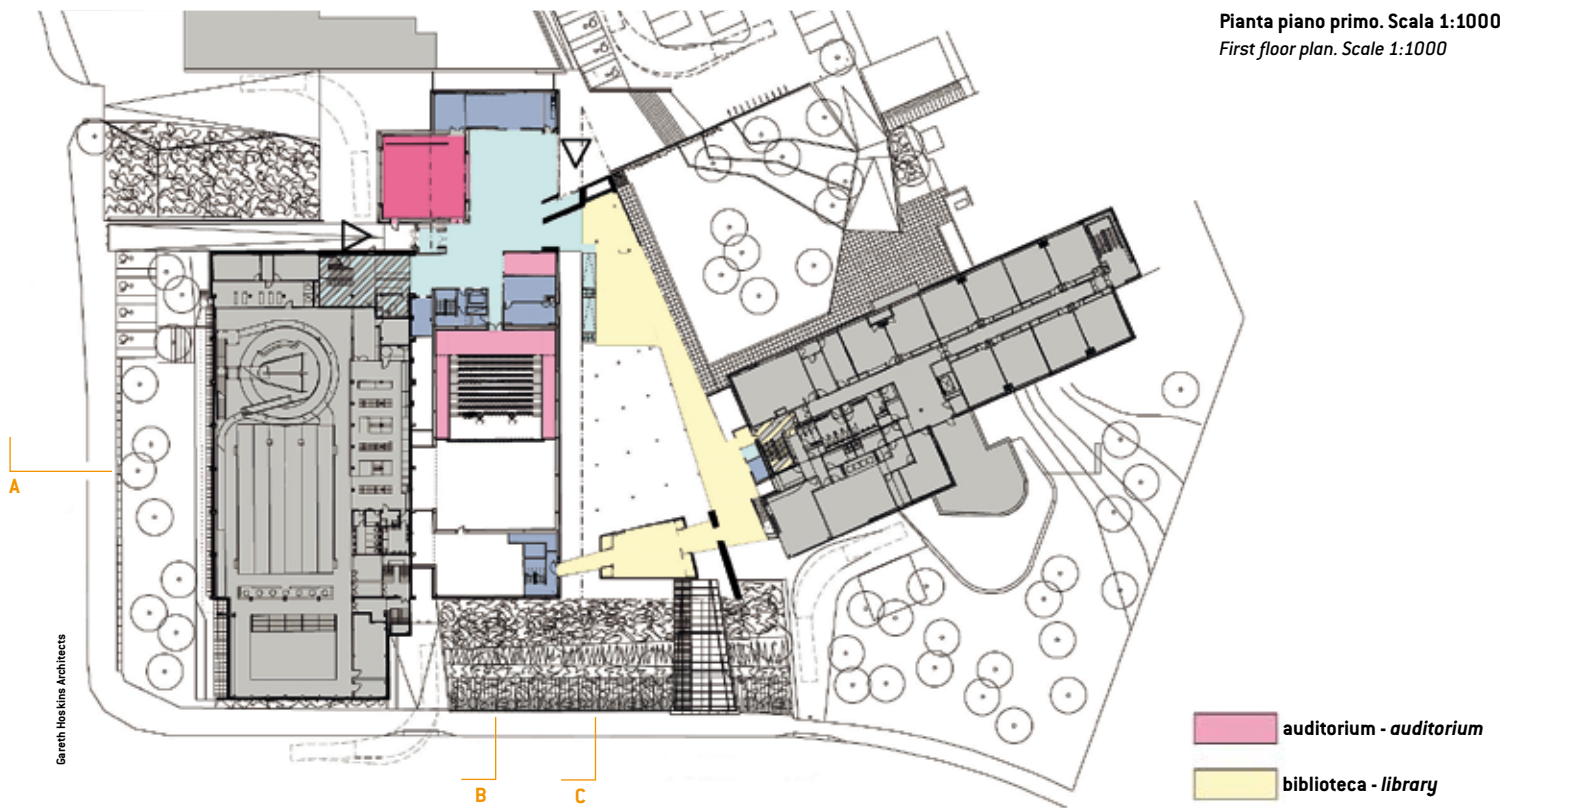 Pianta piano primo. Scala 1:1000
First floor plan. Scale 1:1000
A
Gareth Hoskins Architects
B
C
auditorium - auditorium
biblioteca - library